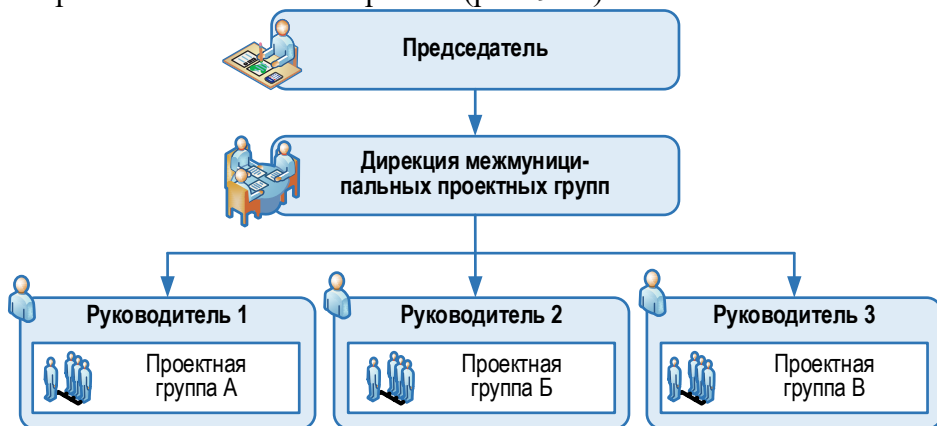 Председатель
Дирекция межмуници-
пальных проектных групп
Руководитель 1
Руководитель 2
Руководитель 3
Проектная
группа А
Проектная
группа Б
Проектная
группа В